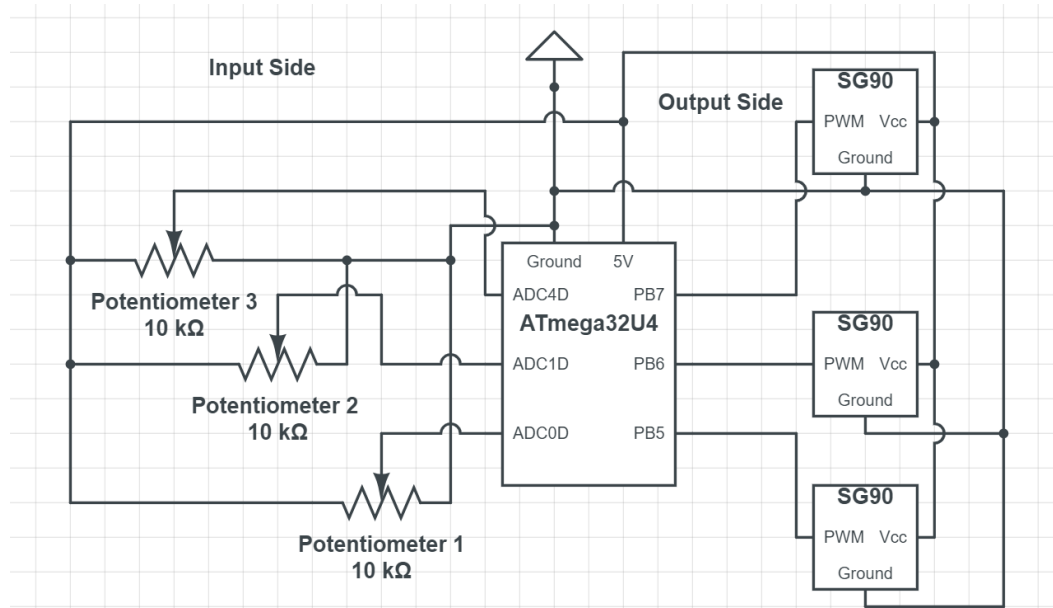 Input Side
Output Side
SG90
PWM Vcc
Ground
Ground 5V
ADC4D PB7
ATmega32U4
ADC1D PB6
ADC0D PB5
Potentiometer 3
10 kΩ
Potentiometer 2
10 kΩ
Potentiometer 1
10 kΩ
SG90
PWM Vcc
Ground
SG90
PWM Vcc
Ground